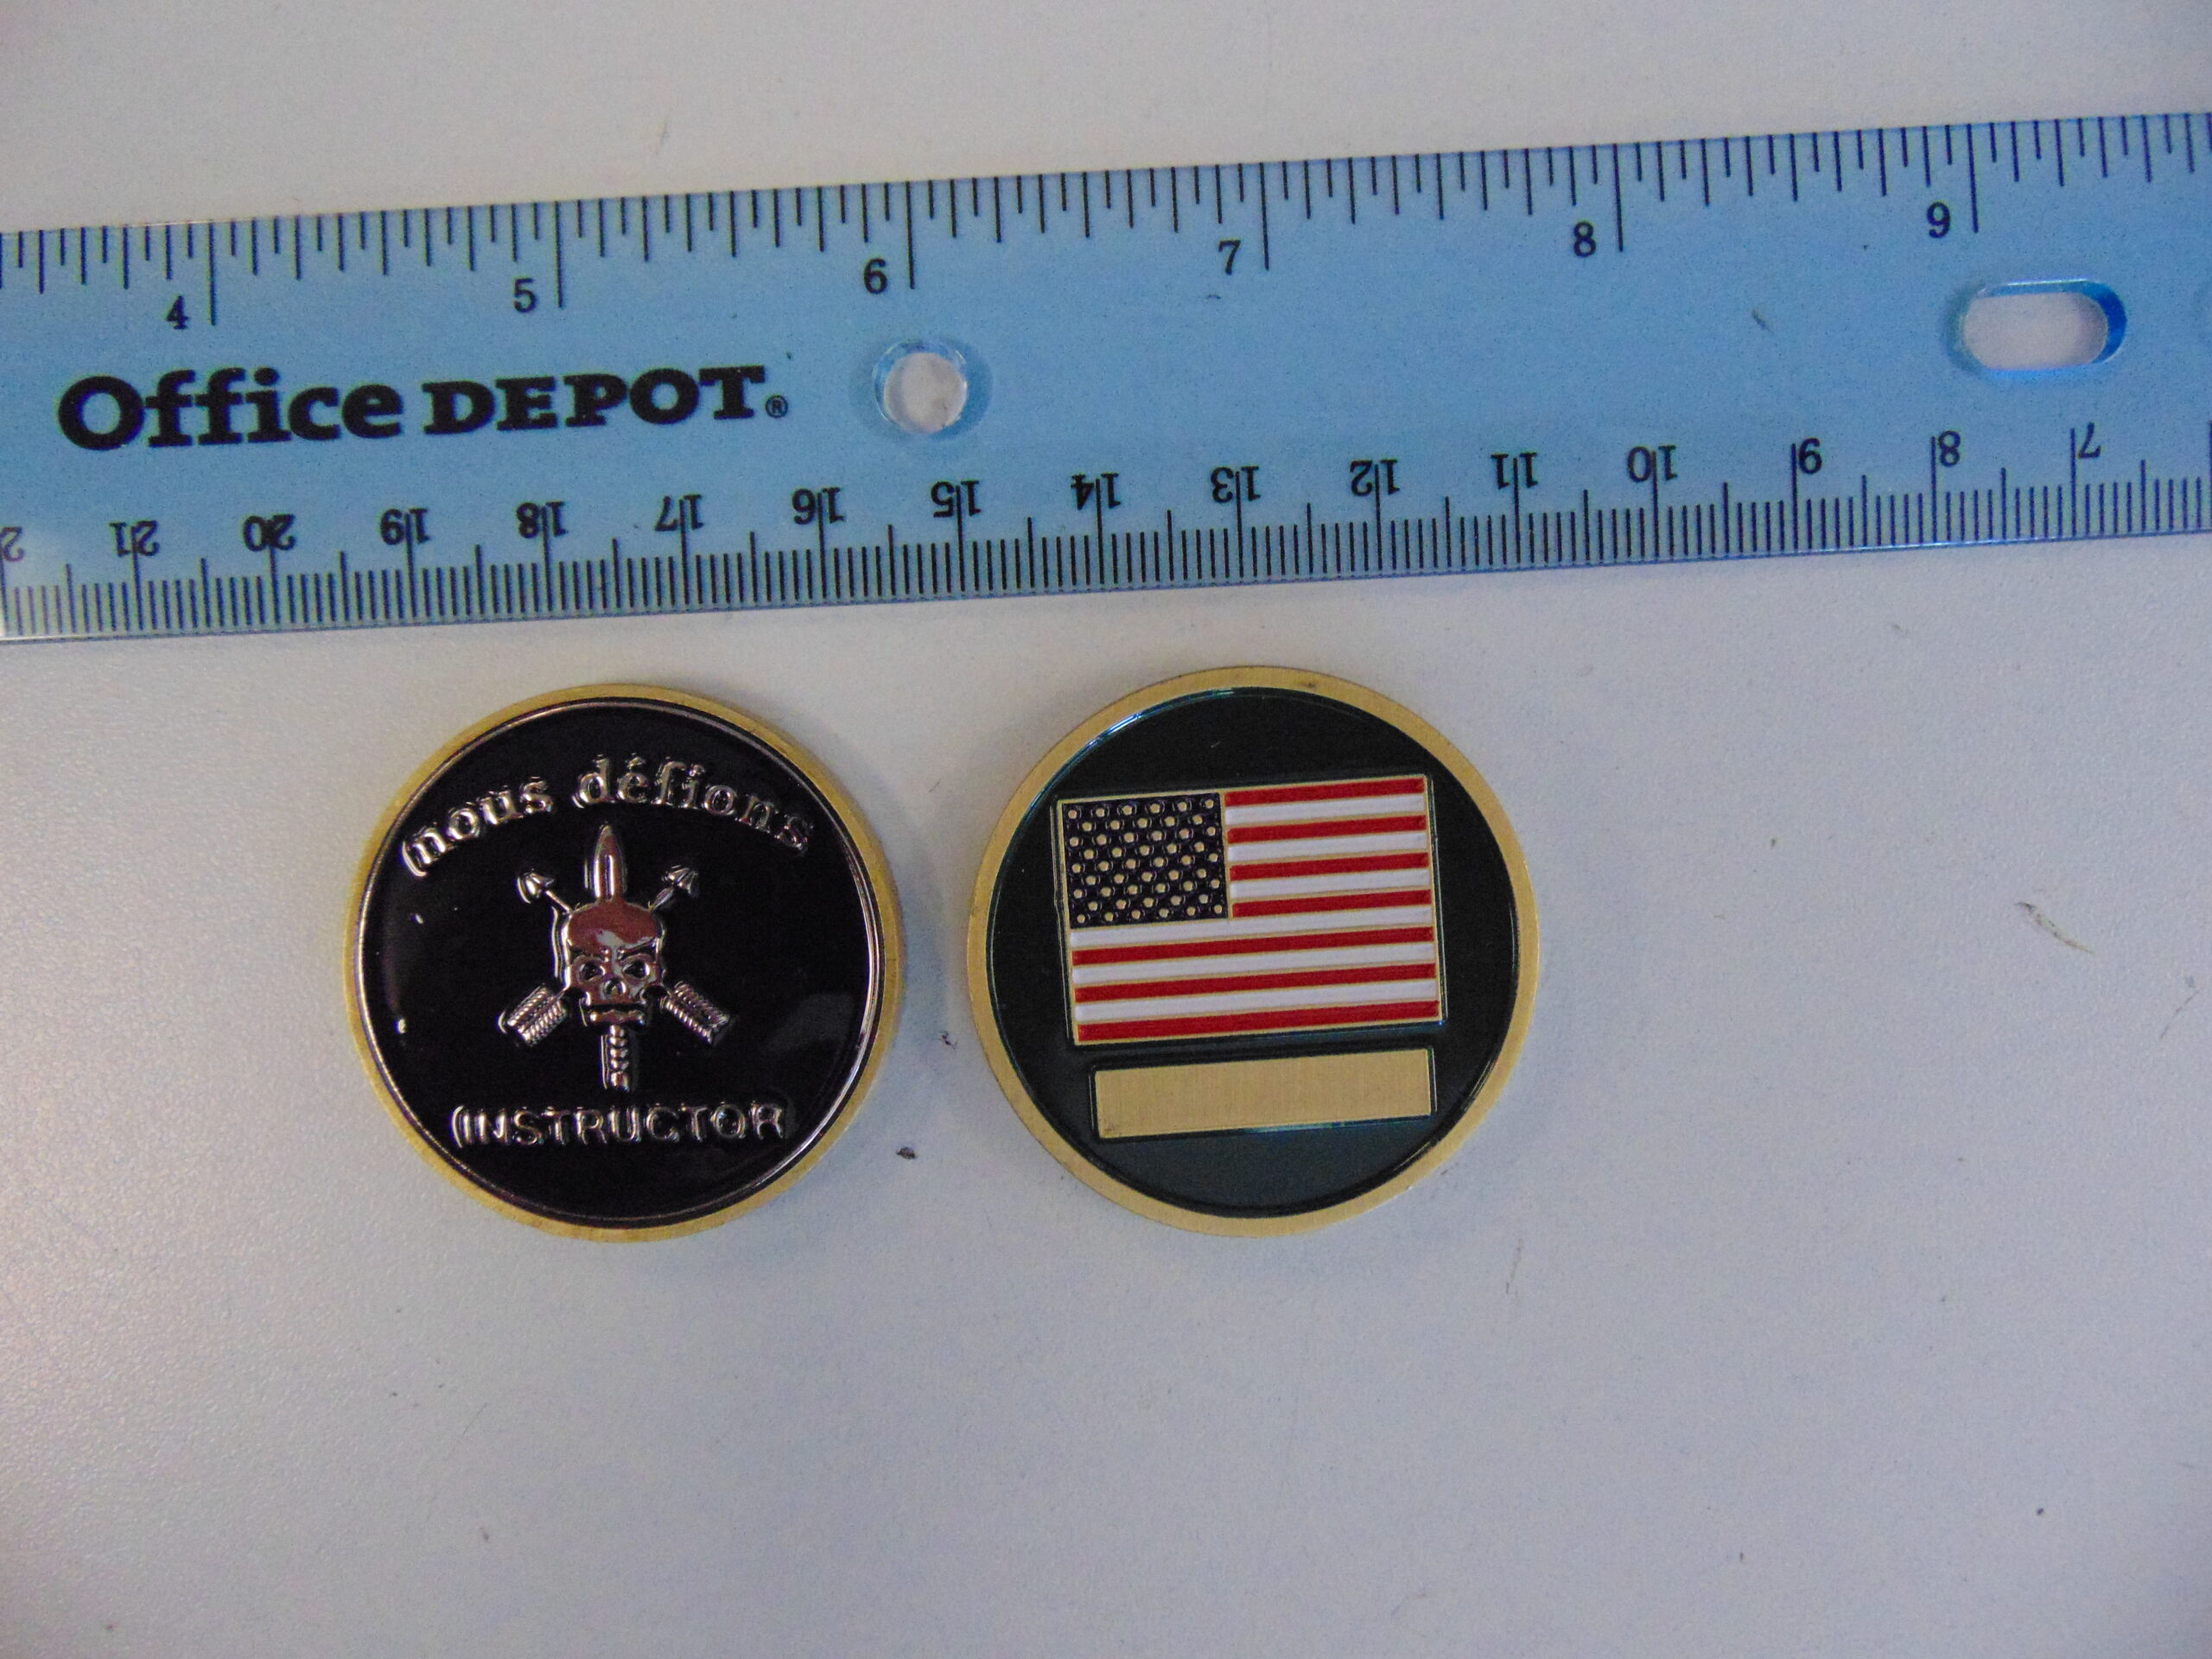 4 5 6 7 8 9
Office DEPOT®
21 20 19 18 17 16 15 14 13 12 11 10 9 8 7
nous défions
INSTRUCTOR